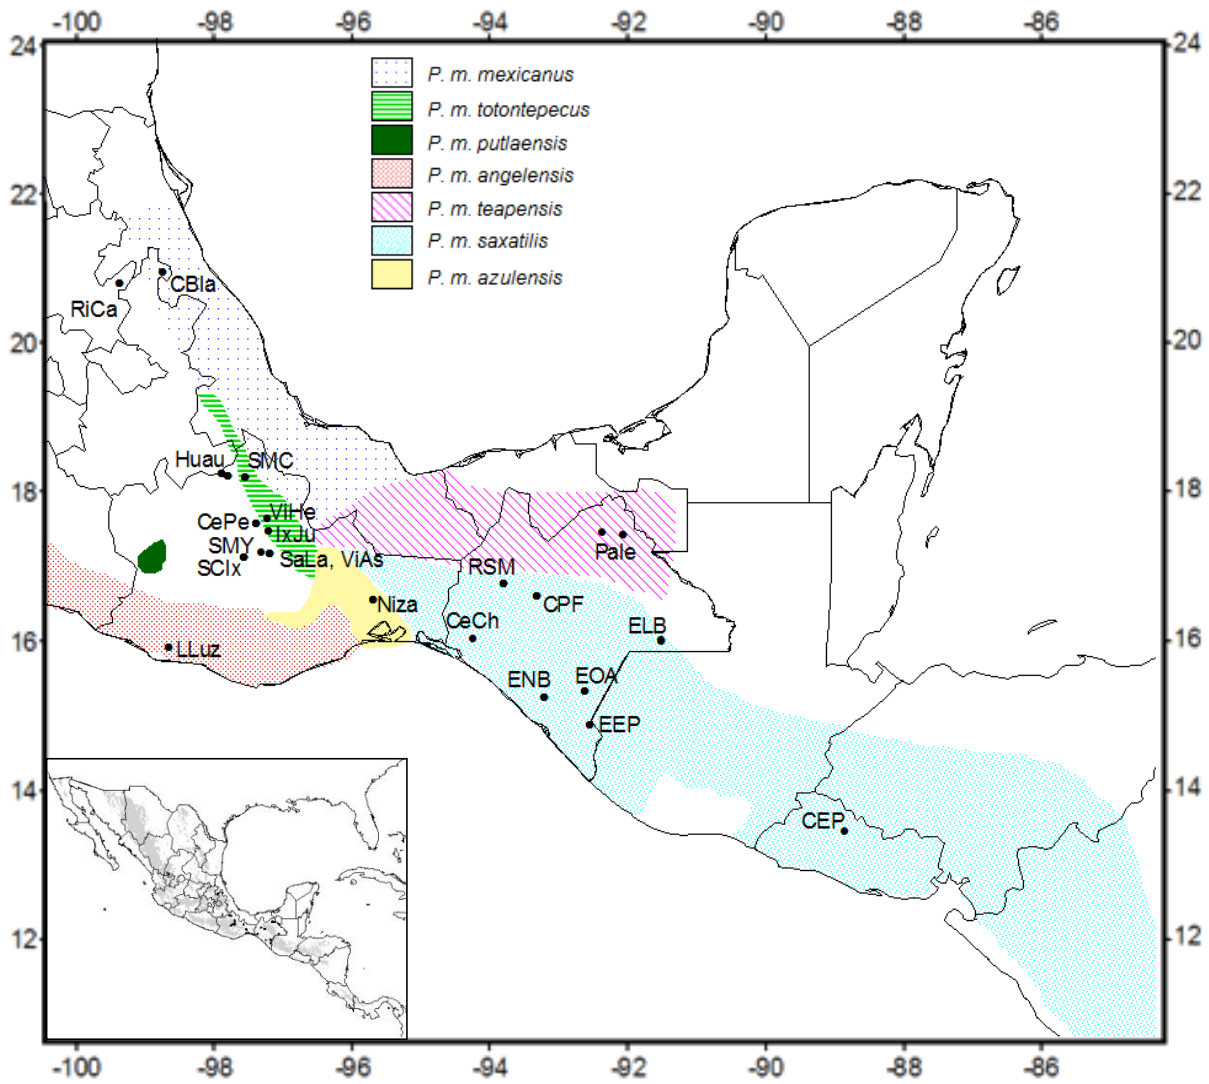 -100 -98 -96 -94 -92 -90 -88 -86
24 24
P. m. mexicanus
P. m. totontepecus
P. m. putlaensis
P. m. angelensis
22 P. m. teapensis 22
P. m. saxatilis
P. m. azulensis
CBla
RiCa
20 20
Huau SMC
18 18
ViHe
CePe IxJu
SMY SaLa, ViAs Pale
SCIx RSM
Niza CPF
CeCh ELB
16 16
LLuz
ENB EOA
EEP
14 14
CEP
12 12
-100 -98 -96 -94 -92 -90 -88 -86